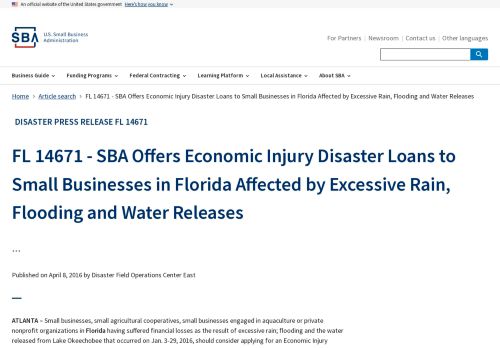 An official website of the United States government Here's how you know
SBA U.S. Small Business
Administration
For Partners Newsroom Contact us Other languages
Business Guide Funding Programs Federal Contracting Learning Platform Local Assistance About SBA
Home › Article search › FL 14671 - SBA Offers Economic Injury Disaster Loans to Small Businesses in Florida Affected by Excessive Rain, Flooding and Water Releases
DISASTER PRESS RELEASE FL 14671
FL 14671 - SBA Offers Economic Injury Disaster Loans to
Small Businesses in Florida Affected by Excessive Rain,
Flooding and Water Releases
...
Published on April 8, 2016 by Disaster Field Operations Center East
ATLANTA – Small businesses, small agricultural cooperatives, small businesses engaged in aquaculture or private
nonprofit organizations in Florida having suffered financial losses as the result of excessive rain; flooding and the water
released from Lake Okeechobee that occurred on Jan. 3-29, 2016, should consider applying for an Economic Injury